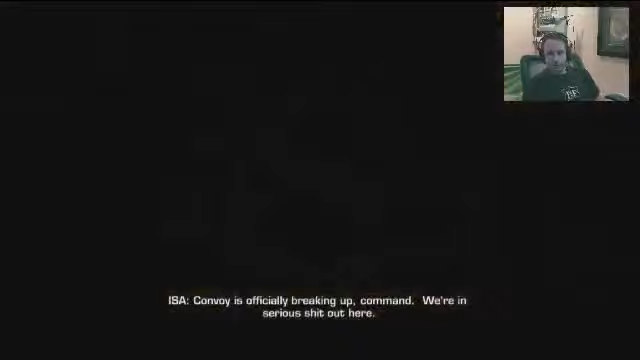 ISA: Convoy is officially breaking up, command. We're in
serious shit out here.